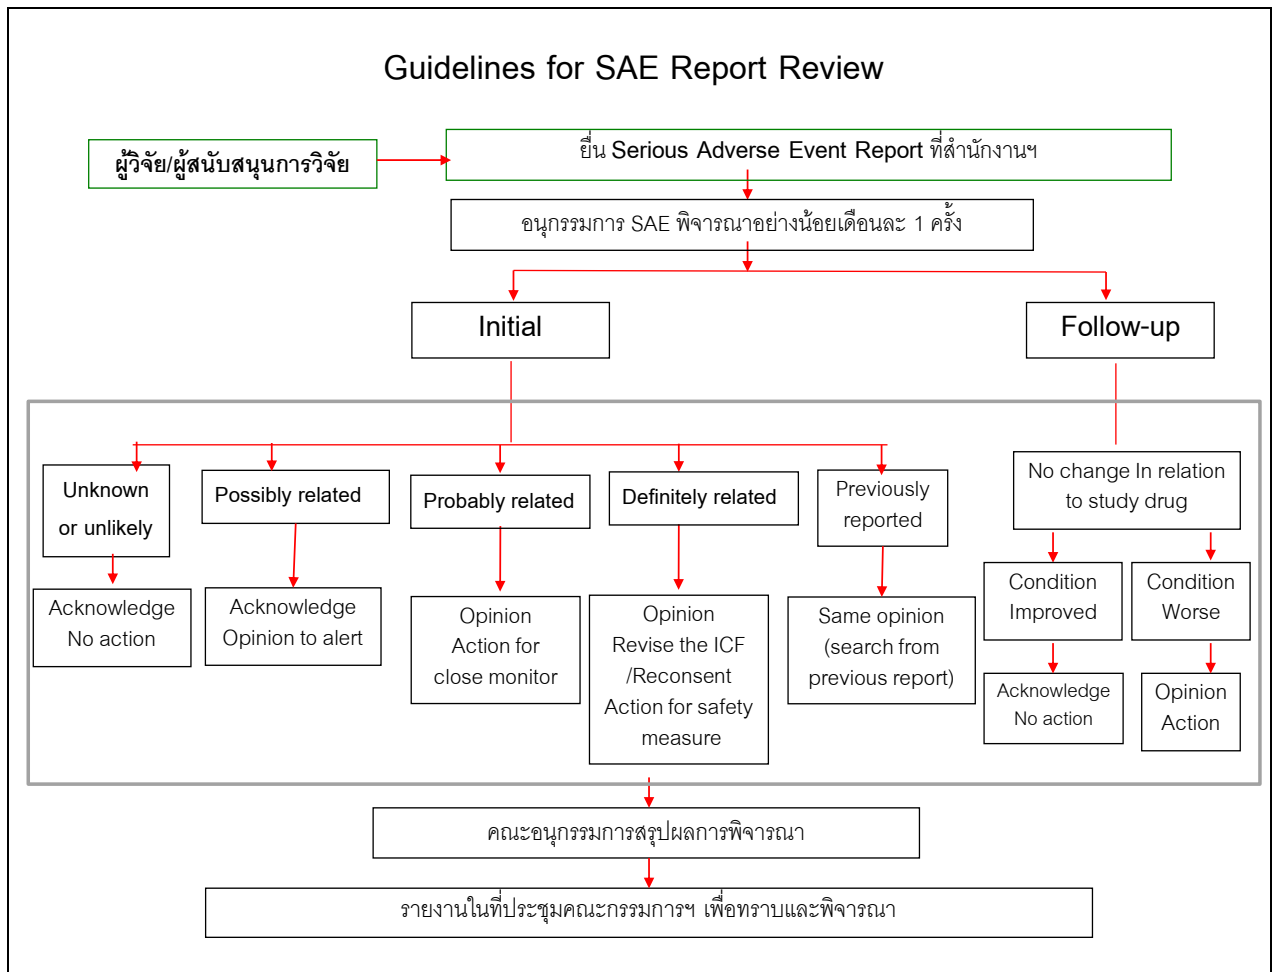 Guidelines for SAE Report Review
ผู้วิจัย/ผู้สนับสนุนการวิจัย
ยื่น Serious Adverse Event Report ที่สำนักงานฯ
อนุกรรมการ SAE พิจารณาอย่างน้อยเดือนละ 1 ครั้ง
Initial
Follow-up
Unknown
or unlikely
Possibly related
Probably related
Definitely related
Previously
reported
No change In relation
to study drug
Acknowledge
No action
Acknowledge
Opinion to alert
Opinion
Action for
close monitor
Opinion
Revise the ICF
/Reconsent
Action for safety
measure
Same opinion
(search from
previous report)
Condition
Improved
Condition
Worse
Acknowledge
No action
Opinion
Action
คณะอนุกรรมการสรุปผลการพิจารณา
รายงานในที่ประชุมคณะกรรมการฯ เพื่อทราบและพิจารณา